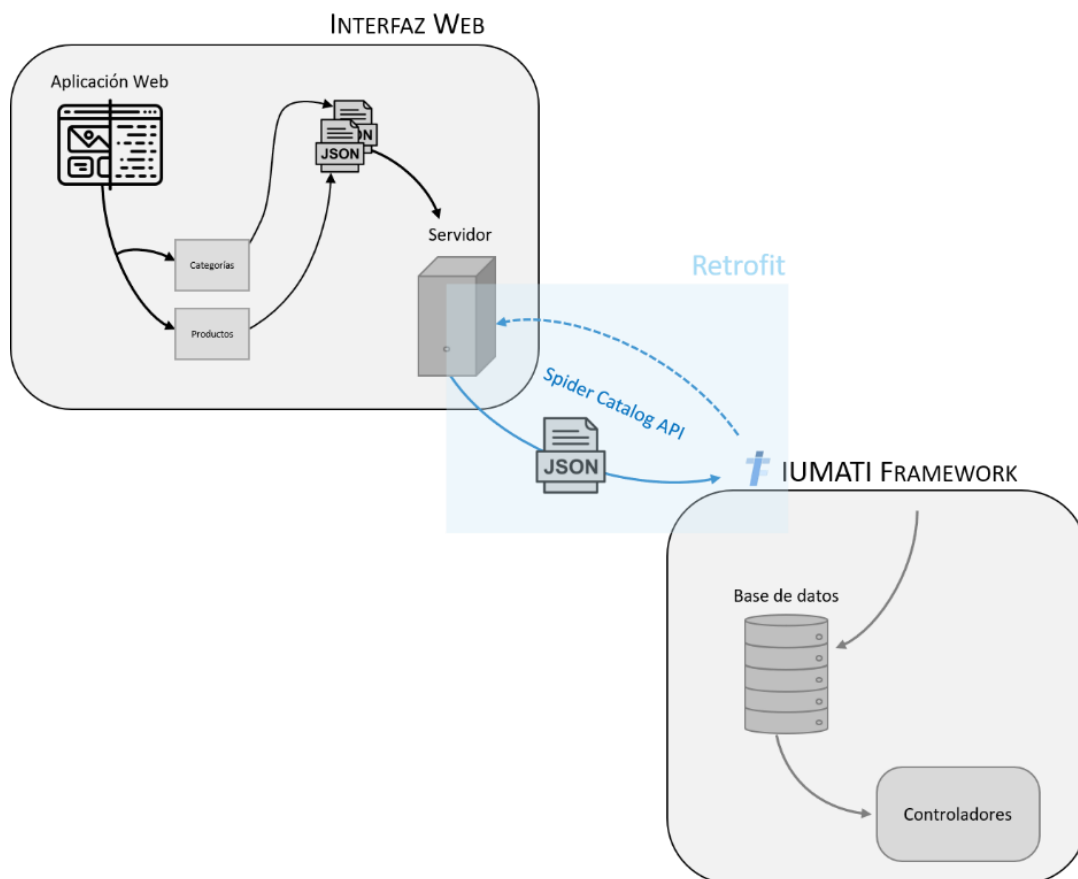 INTERFAZ WEB
Aplicación Web
JSON
ON
Categorías
Productos
Servidor
Retrofit
Spider Catalog API
JSON
IUMATI FRAMEWORK
Base de datos
Controladores